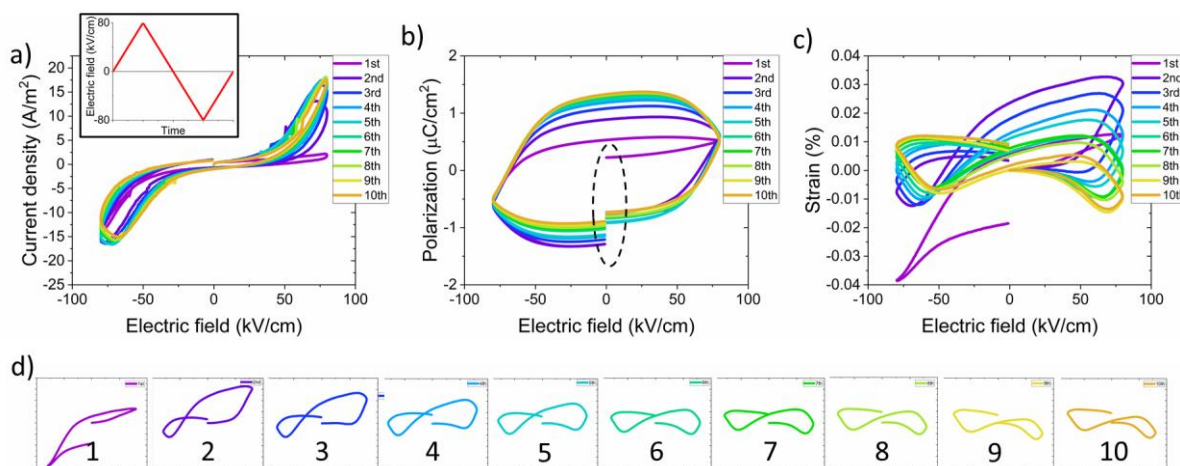 a)
80
0
-80
Electric field (kV/cm)
Time
22.5
20
15
10
5
0
-5
-10
-15
-20
-25
-100 -50 0 50 100
Current density (A/m²)
Electric field (kV/cm)
1st
2nd
3rd
4th
5th
6th
7th
8th
9th
10th
b)
2
1
0
-1
-2
-100 -50 0 50 100
Polarization (μC/cm²)
Electric field (kV/cm)
1st
2nd
3rd
4th
5th
6th
7th
8th
9th
10th
c)
0.04
0.03
0.02
0.01
0.00
-0.01
-0.02
-0.03
-0.04
-100 -50 0 50 100
Strain (%)
Electric field (kV/cm)
1st
2nd
3rd
4th
5th
6th
7th
8th
9th
10th
d)
1 2 3 4 5 6 7 8 9 10